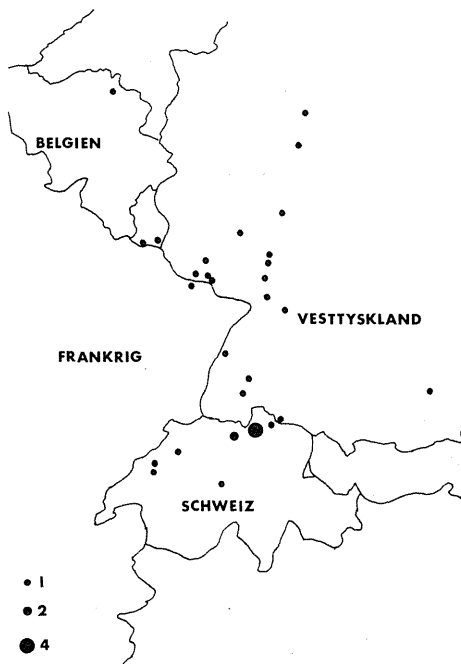 BELGIEN
VESTTYSKLAND
FRANKRIG
SCHWEIZ
1
2
4